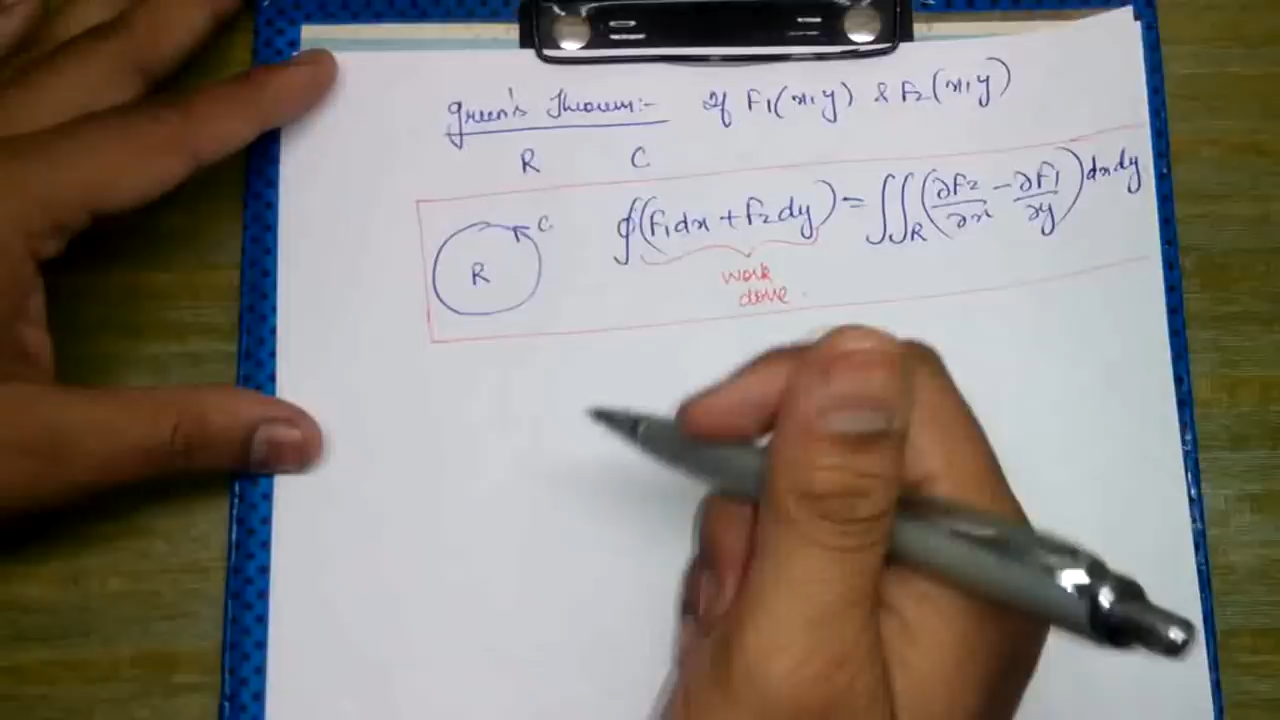 Green's Theorem:- If F1(x,y) & F2(x,y)
R C
∮(F1dx + F2dy) = ∬R (∂F2/∂x - ∂F1/∂y) dxdy
C
R
work
done.